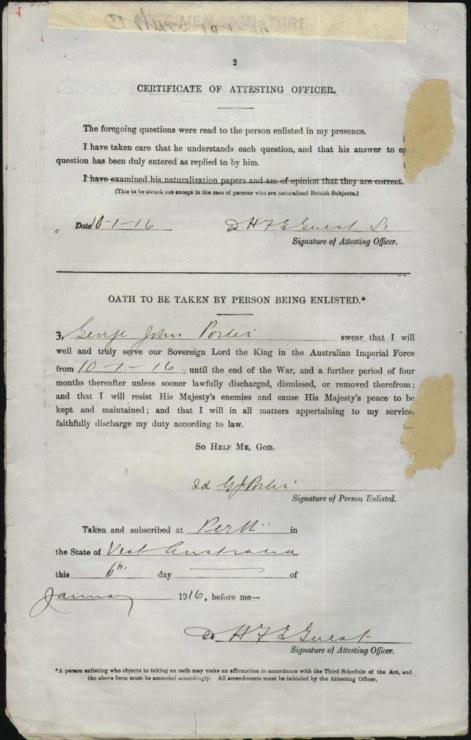 SPECIMEN SIGNATURE
2
CERTIFICATE OF ATTESTING OFFICER.
The foregoing questions were read to the person enlisted in my presence.
I have taken care that he understands each question, and that his answer to
question has been duly entered as replied to by him.
I have examined his naturalization papers and am of opinion that they are correct.
(This to be struck out except in the case of persons who are naturalized British Subjects.)
Date 10-1-16 H F E Guest
Signature of Attesting Officer.
OATH TO BE TAKEN BY PERSON BEING ENLISTED.*
George John Porter swear that I will
well and truly serve our Sovereign Lord the King in the Australian Imperial Force
from 10-1-16 until the end of the War, and a further period of
four months thereafter unless sooner lawfully discharged, dismissed, or removed therefrom;
and that I will resist His Majesty's enemies and cause His Majesty's peace to be
kept and maintained; and that I will in all matters appertaining to my service,
faithfully discharge my duty according to law.
So Help Me, God.
Sd G J Porter
Signature of Person Enlisted.
Taken and subscribed at Perth in
the State of West Australia
this 6th day of
January 1916, before me—
Sd H F E Guest
Signature of Attesting Officer.
*A person enlisting who objects to taking an oath may make an affirmation in accordance with the Third Schedule of the Act, and
the above form must be amended accordingly. All amendments must be initialed by the Attesting Officer.